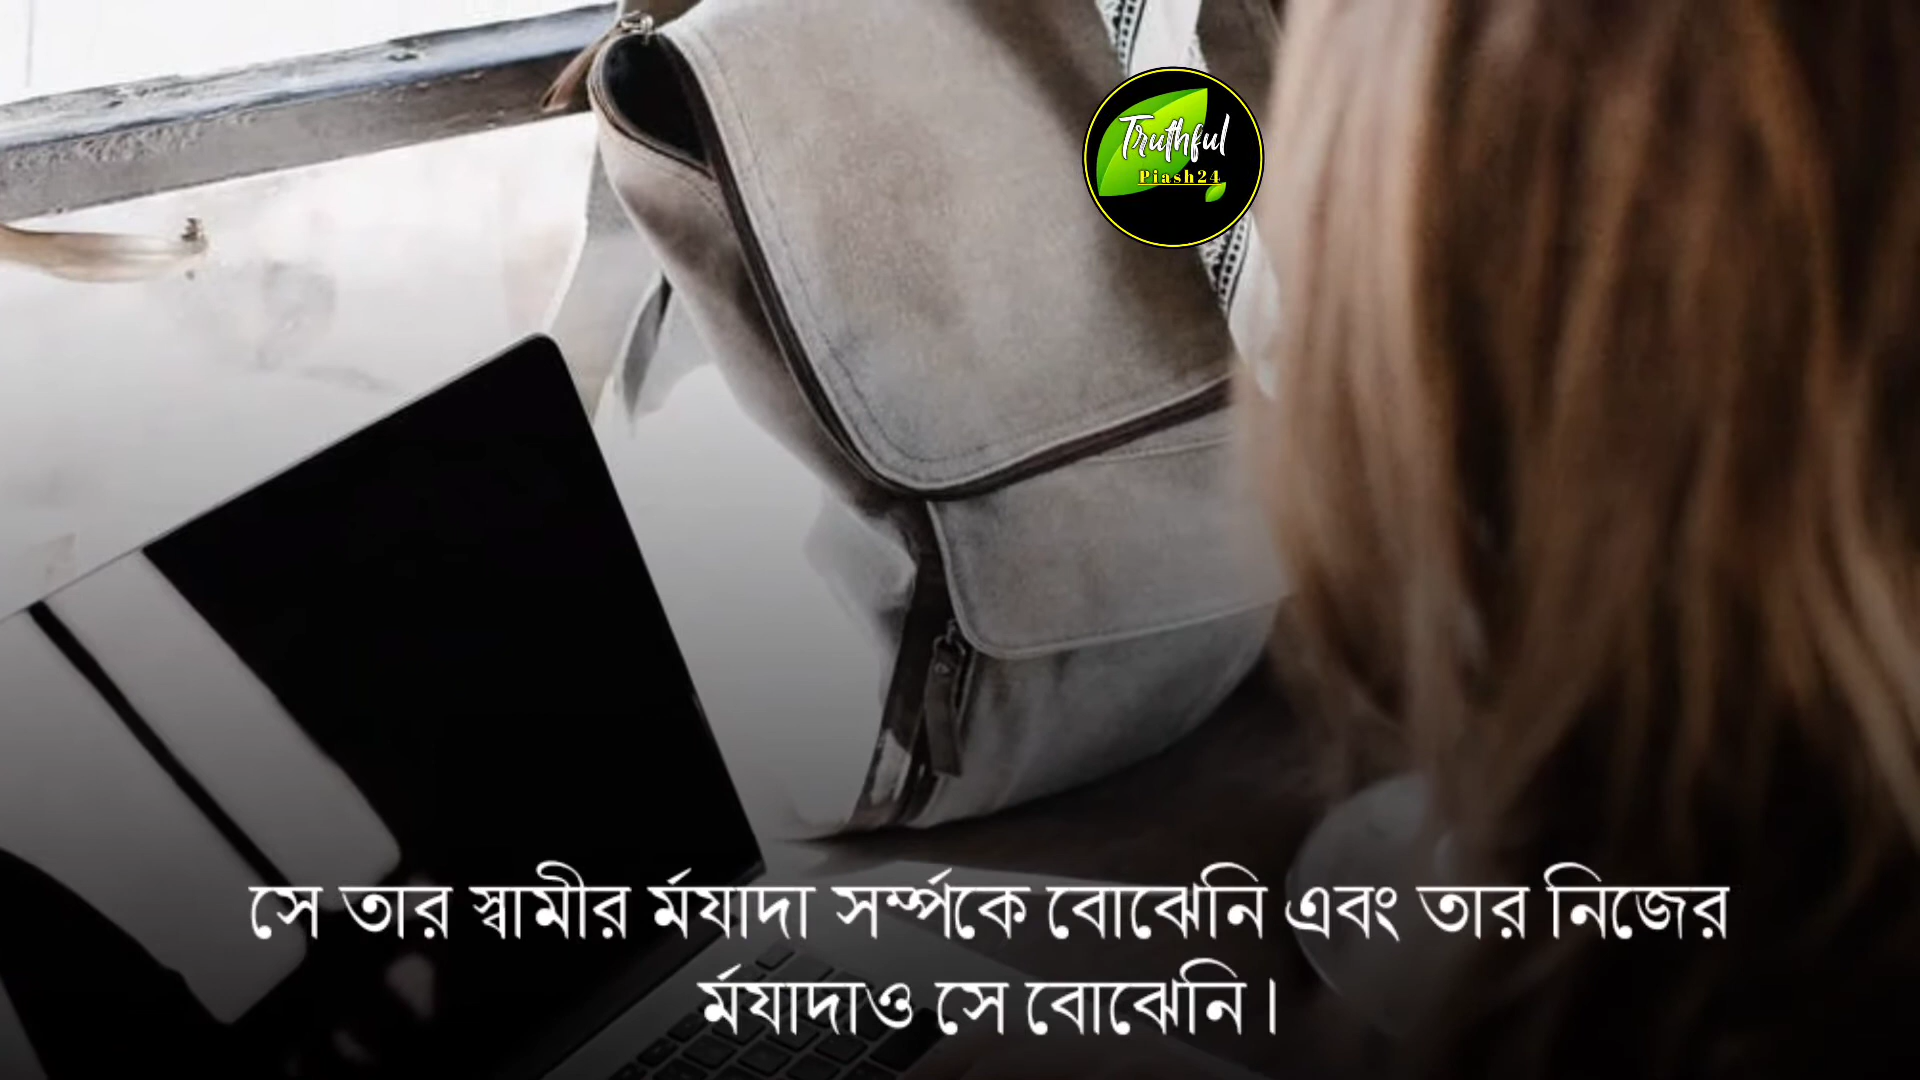 Truthful
Piash24
সে তার স্বামীর র্মযাদা সর্ম্পকে বোঝেনি এবং তার নিজের
র্মযাদাও সে বোঝেনি।